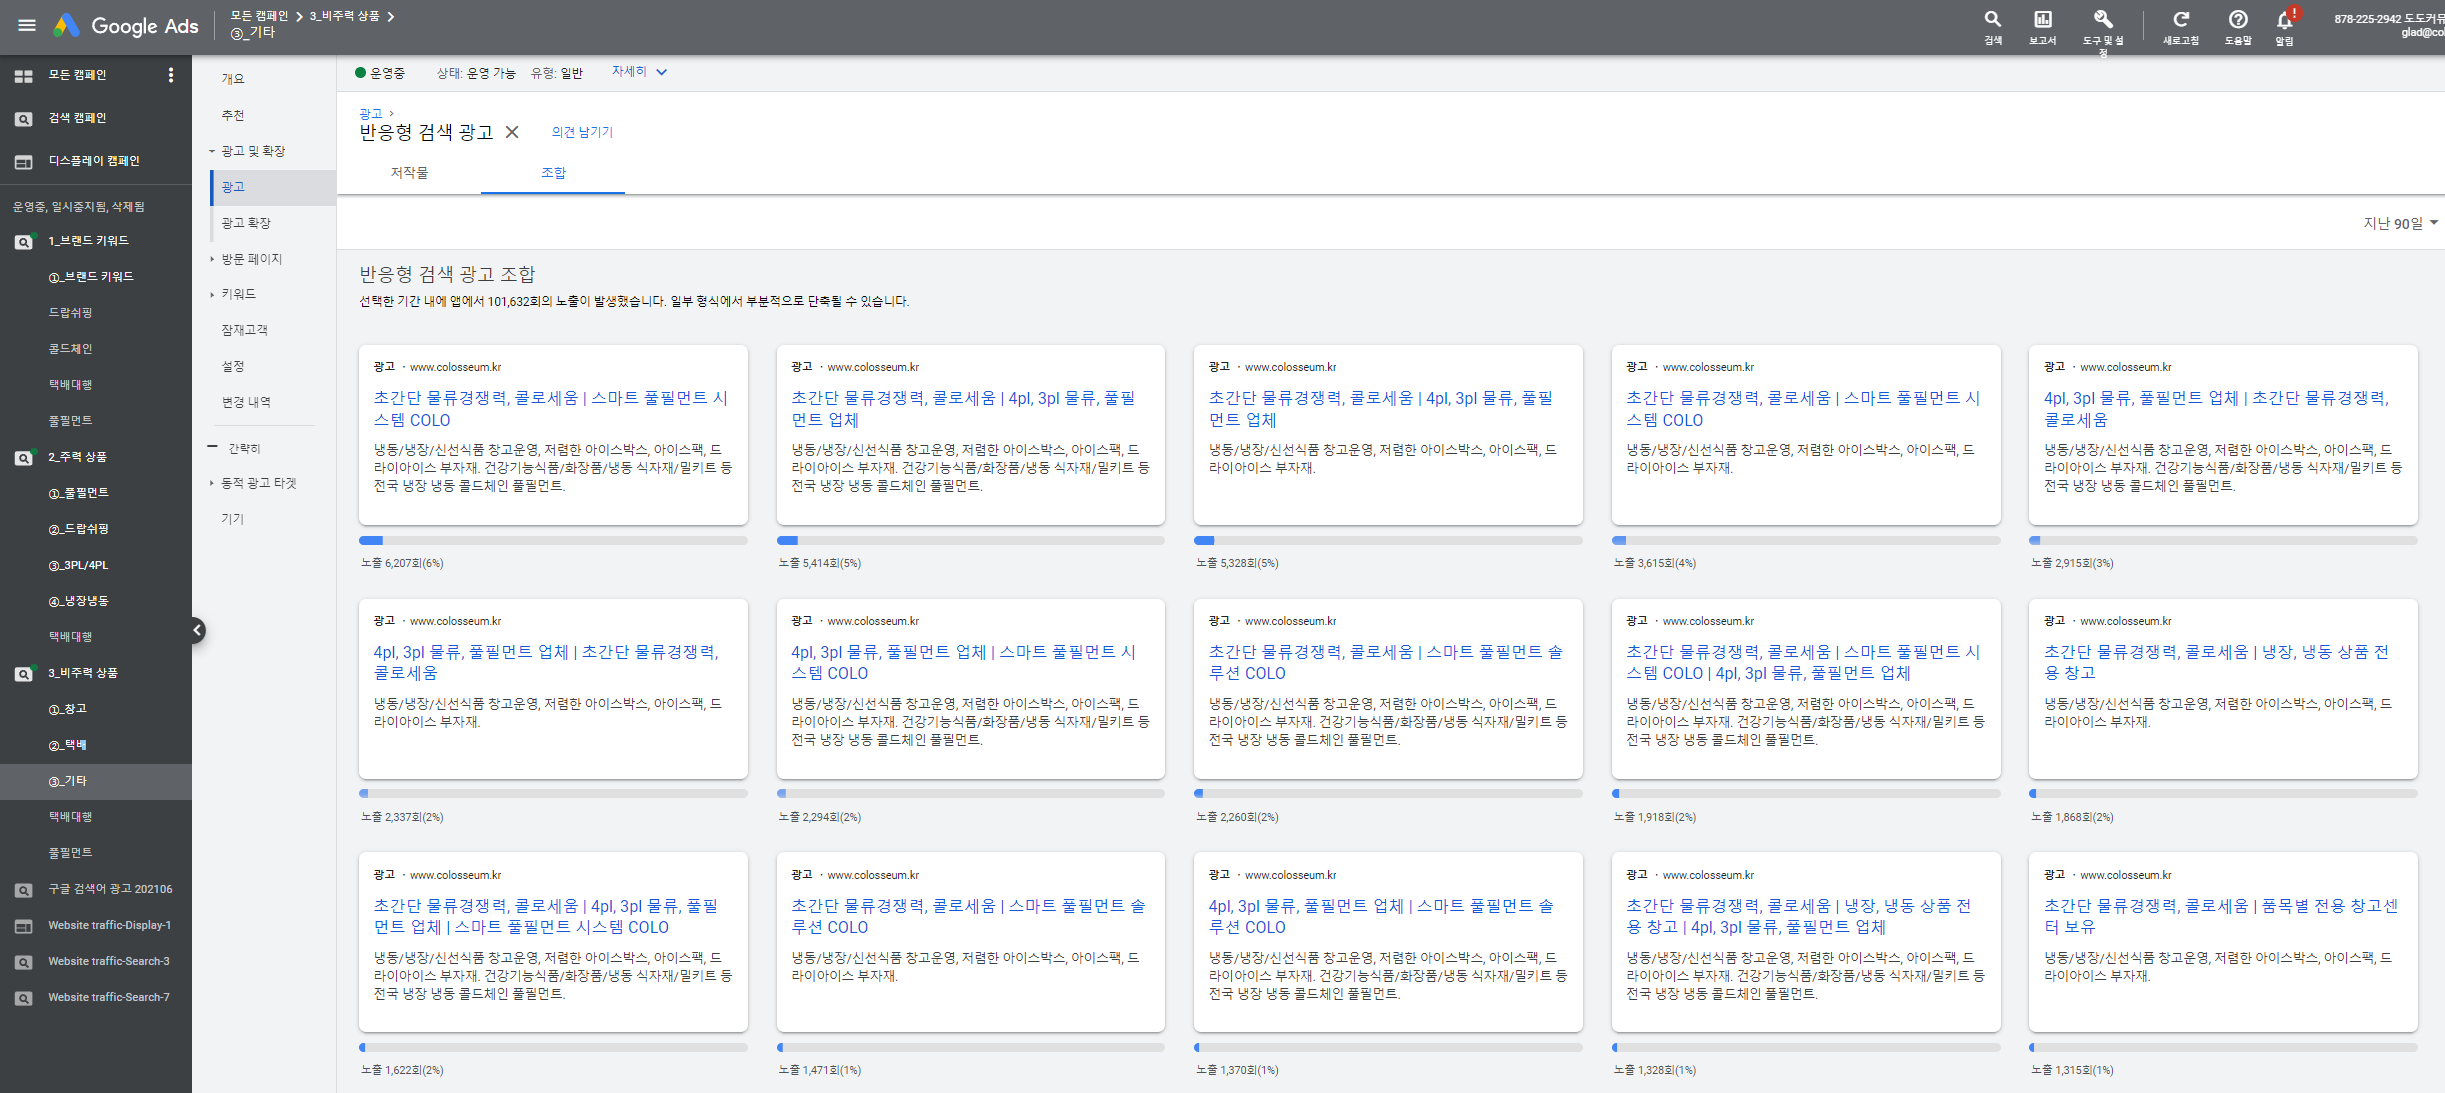 Google Ads
모든 캠페인 > 3_비주력 상품 >
③_기타
검색
보고서
도구 및 설
정
새로고침
도움말
!
알림
878-225-2942 도도커뮤
glad@col
모든 캠페인
검색 캠페인
디스플레이 캠페인
운영중, 일시중지됨, 삭제됨
1_브랜드 키워드
①_브랜드 키워드
드랍쉬핑
콜드체인
택배대행
풀필먼트
2_주력 상품
①_풀필먼트
②_드랍쉬핑
③_3PL/4PL
④_냉장냉동
택배대행
3_비주력 상품
①_창고
②_택배
③_기타
택배대행
풀필먼트
구글 검색어 광고 202106
Website traffic-Display-1
Website traffic-Search-3
Website traffic-Search-7
개요
추천
광고 및 확장
광고
광고 확장
방문 페이지
키워드
잠재고객
설정
변경 내역
간략히
동적 광고 타겟
기기
운영중
상태: 운영 가능
유형: 일반
자세히
광고 >
반응형 검색 광고
의견 남기기
저작물
조합
지난 90일
반응형 검색 광고 조합
선택한 기간 내에 앱에서 101,632회의 노출이 발생했습니다. 일부 형식에서 부분적으로 단축될 수 있습니다.
광고 · www.colosseum.kr
초간단 물류경쟁력, 콜로세움 | 스마트 풀필먼트 시
스템 COLO
냉동/냉장/신선식품 창고운영, 저렴한 아이스박스, 아이스팩, 드
라이아이스 부자재. 건강기능식품/화장품/냉동 식자재/밀키트 등
전국 냉장 냉동 콜드체인 풀필먼트.
노출 6,207회(6%)
광고 · www.colosseum.kr
초간단 물류경쟁력, 콜로세움 | 4pl, 3pl 물류, 풀필
먼트 업체
냉동/냉장/신선식품 창고운영, 저렴한 아이스박스, 아이스팩, 드
라이아이스 부자재. 건강기능식품/화장품/냉동 식자재/밀키트 등
전국 냉장 냉동 콜드체인 풀필먼트.
노출 5,414회(5%)
광고 · www.colosseum.kr
초간단 물류경쟁력, 콜로세움 | 4pl, 3pl 물류, 풀필
먼트 업체
냉동/냉장/신선식품 창고운영, 저렴한 아이스박스, 아이스팩, 드
라이아이스 부자재.
노출 5,328회(5%)
광고 · www.colosseum.kr
초간단 물류경쟁력, 콜로세움 | 스마트 풀필먼트 시
스템 COLO
냉동/냉장/신선식품 창고운영, 저렴한 아이스박스, 아이스팩, 드
라이아이스 부자재.
노출 3,615회(4%)
광고 · www.colosseum.kr
4pl, 3pl 물류, 풀필먼트 업체 | 초간단 물류경쟁력,
콜로세움
냉동/냉장/신선식품 창고운영, 저렴한 아이스박스, 아이스팩, 드
라이아이스 부자재. 건강기능식품/화장품/냉동 식자재/밀키트 등
전국 냉장 냉동 콜드체인 풀필먼트.
노출 2,915회(3%)
광고 · www.colosseum.kr
4pl, 3pl 물류, 풀필먼트 업체 | 초간단 물류경쟁력,
콜로세움
냉동/냉장/신선식품 창고운영, 저렴한 아이스박스, 아이스팩, 드
라이아이스 부자재.
노출 2,337회(2%)
광고 · www.colosseum.kr
4pl, 3pl 물류, 풀필먼트 업체 | 스마트 풀필먼트 시
스템 COLO
냉동/냉장/신선식품 창고운영, 저렴한 아이스박스, 아이스팩, 드
라이아이스 부자재. 건강기능식품/화장품/냉동 식자재/밀키트 등
전국 냉장 냉동 콜드체인 풀필먼트.
노출 2,294회(2%)
광고 · www.colosseum.kr
초간단 물류경쟁력, 콜로세움 | 스마트 풀필먼트 솔
루션 COLO
냉동/냉장/신선식품 창고운영, 저렴한 아이스박스, 아이스팩, 드
라이아이스 부자재. 건강기능식품/화장품/냉동 식자재/밀키트 등
전국 냉장 냉동 콜드체인 풀필먼트.
노출 2,260회(2%)
광고 · www.colosseum.kr
초간단 물류경쟁력, 콜로세움 | 스마트 풀필먼트 시
스템 COLO | 4pl, 3pl 물류, 풀필먼트 업체
냉동/냉장/신선식품 창고운영, 저렴한 아이스박스, 아이스팩, 드
라이아이스 부자재. 건강기능식품/화장품/냉동 식자재/밀키트 등
전국 냉장 냉동 콜드체인 풀필먼트.
노출 1,918회(2%)
광고 · www.colosseum.kr
초간단 물류경쟁력, 콜로세움 | 냉장, 냉동 상품 전
용 창고
냉동/냉장/신선식품 창고운영, 저렴한 아이스박스, 아이스팩, 드
라이아이스 부자재.
노출 1,868회(2%)
광고 · www.colosseum.kr
초간단 물류경쟁력, 콜로세움 | 4pl, 3pl 물류, 풀필
먼트 업체 | 스마트 풀필먼트 시스템 COLO
냉동/냉장/신선식품 창고운영, 저렴한 아이스박스, 아이스팩, 드
라이아이스 부자재. 건강기능식품/화장품/냉동 식자재/밀키트 등
전국 냉장 냉동 콜드체인 풀필먼트.
노출 1,622회(2%)
광고 · www.colosseum.kr
초간단 물류경쟁력, 콜로세움 | 스마트 풀필먼트 솔
루션 COLO
냉동/냉장/신선식품 창고운영, 저렴한 아이스박스, 아이스팩, 드
라이아이스 부자재.
노출 1,471회(1%)
광고 · www.colosseum.kr
4pl, 3pl 물류, 풀필먼트 업체 | 스마트 풀필먼트 솔
루션 COLO
냉동/냉장/신선식품 창고운영, 저렴한 아이스박스, 아이스팩, 드
라이아이스 부자재. 건강기능식품/화장품/냉동 식자재/밀키트 등
전국 냉장 냉동 콜드체인 풀필먼트.
노출 1,370회(1%)
광고 · www.colosseum.kr
초간단 물류경쟁력, 콜로세움 | 냉장, 냉동 상품 전
용 창고 | 4pl, 3pl 물류, 풀필먼트 업체
냉동/냉장/신선식품 창고운영, 저렴한 아이스박스, 아이스팩, 드
라이아이스 부자재. 건강기능식품/화장품/냉동 식자재/밀키트 등
전국 냉장 냉동 콜드체인 풀필먼트.
노출 1,328회(1%)
광고 · www.colosseum.kr
초간단 물류경쟁력, 콜로세움 | 품목별 전용 창고센
터 보유
냉동/냉장/신선식품 창고운영, 저렴한 아이스박스, 아이스팩, 드
라이아이스 부자재.
노출 1,315회(1%)